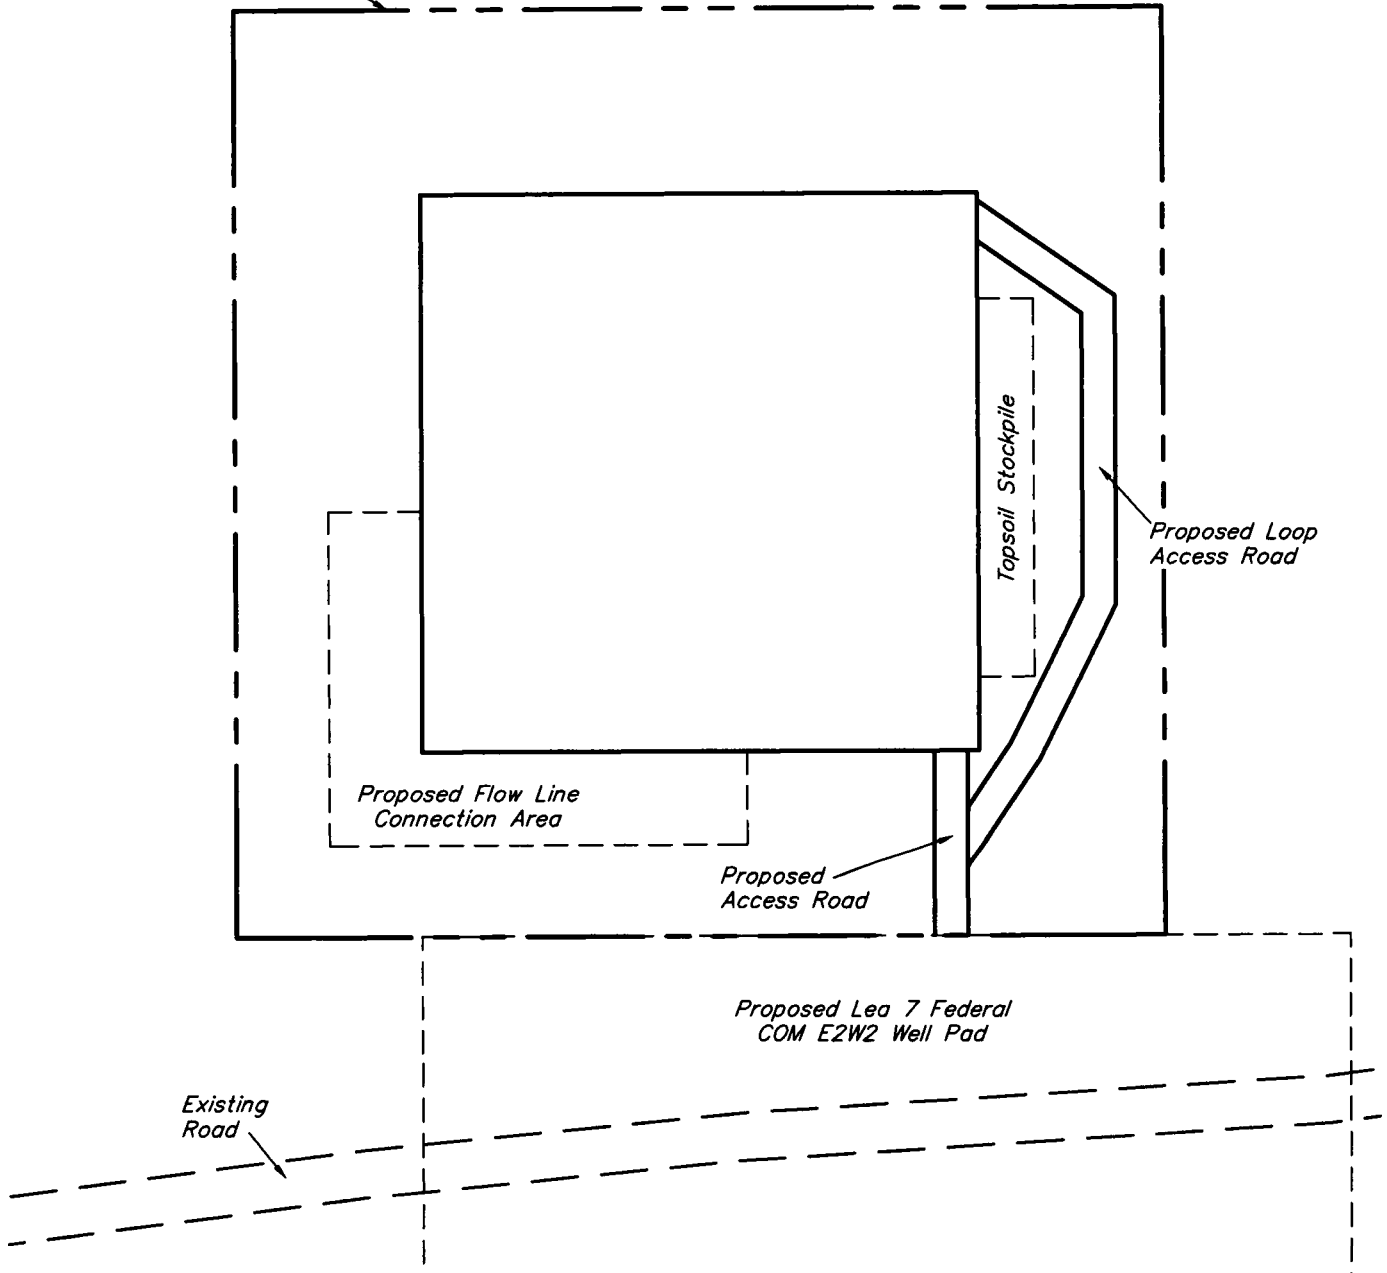 Topsoil Stockpile
Proposed Loop
Access Road
Proposed Flow Line
Connection Area
Proposed
Access Road
Proposed Lea 7 Federal
COM E2W2 Well Pad
Existing
Road